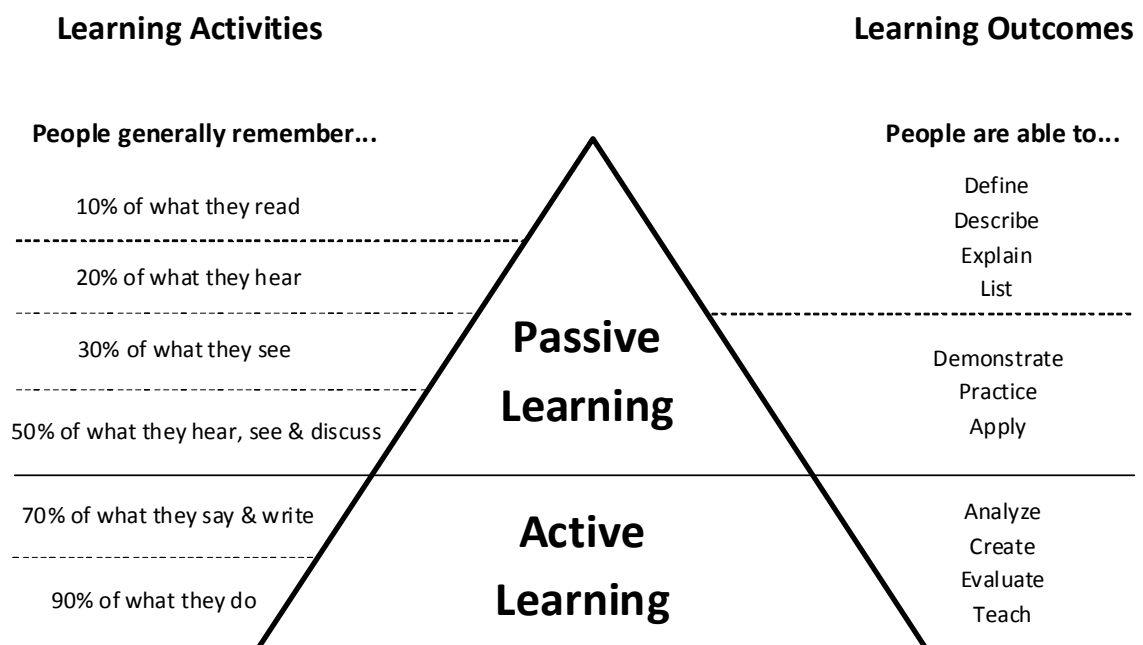 Learning Activities
Learning Outcomes
People generally remember...
People are able to...
10% of what they read
20% of what they hear
30% of what they see
50% of what they hear, see & discuss
70% of what they say & write
90% of what they do
Passive
Learning
Active
Learning
Define
Describe
Explain
List
Demonstrate
Practice
Apply
Analyze
Create
Evaluate
Teach